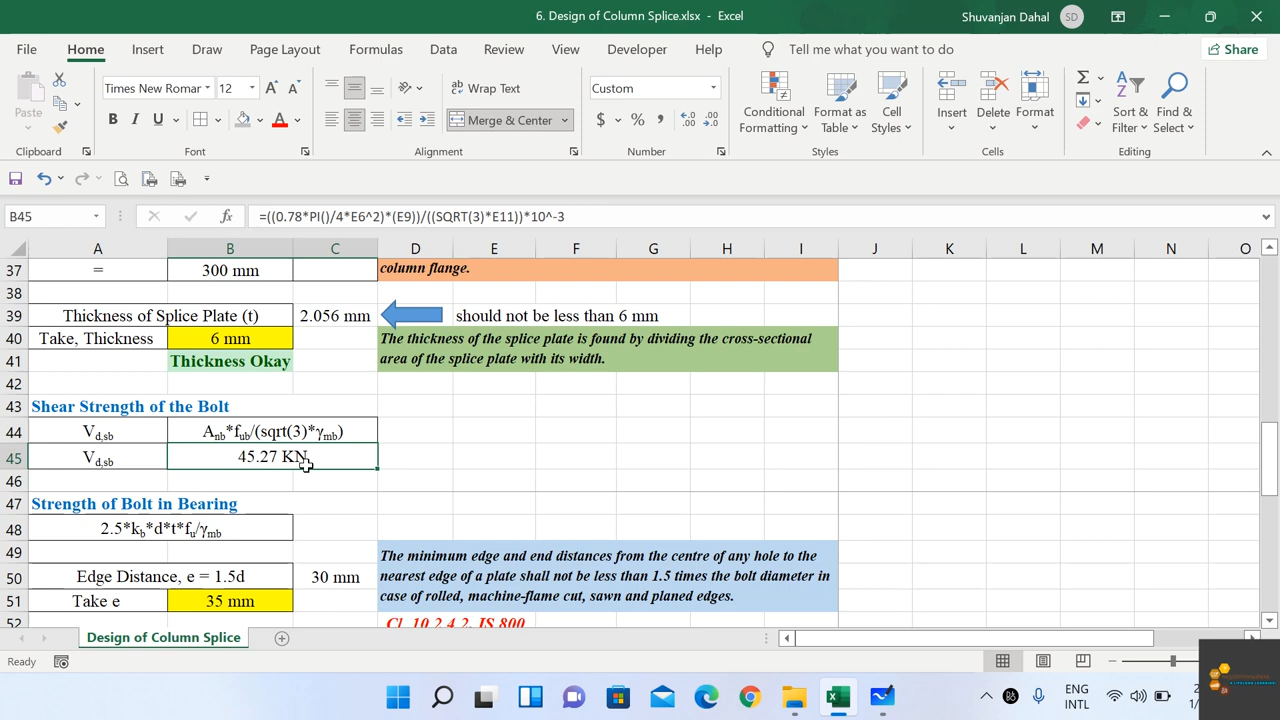 6. Design of Column Splice.xlsx - Excel
Shuvanjan Dahal
SD
File Home Insert Draw Page Layout Formulas Data Review View Developer Help Tell me what you want to do Share
Paste
Times New Romar 12
Wrap Text
Custom
Merge & Center
B I U
Conditional Formatting
Format as Table
Cell Styles
Insert Delete Format
Sort & Filter
Find & Select
Clipboard Font Alignment Number Styles Cells Editing
B45 fx =((0.78*PI()/4*E6^2)*(E9))/((SQRT(3)*E11))*10^-3
A B C D E F G H I J K L M N O
37 = 300 mm column flange.
38
39 Thickness of Splice Plate (t) 2.056 mm should not be less than 6 mm
40 Take, Thickness 6 mm The thickness of the splice plate is found by dividing the cross-sectional
41 Thickness Okay area of the splice plate with its width.
42
43 Shear Strength of the Bolt
44 Vd,sb Anb*fub/(sqrt(3)*γmb)
45 Vd,sb 45.27 KN
46
47 Strength of Bolt in Bearing
48 2.5*kb*d*t*fu/γmb
49 The minimum edge and end distances from the centre of any hole to the
50 Edge Distance, e = 1.5d 30 mm nearest edge of a plate shall not be less than 1.5 times the bolt diameter in
51 Take e 35 mm case of rolled, machine-flame cut, sawn and planed edges.
52 Cl. 10.2.4.2, IS 800
Design of Column Splice
Ready
ENG
INTL